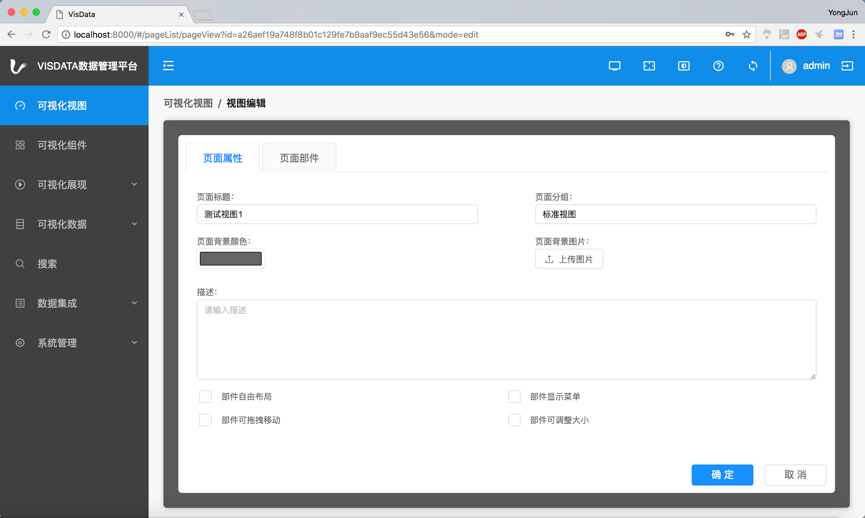 VisData
YongJun
localhost:8000/#/pageList/pageView?id=a26aef19a748f8b01c129fe7b8aaf9ec55d43e56&mode=edit
ABP
JH
VISDATA数据管理平台
admin
可视化视图
可视化组件
可视化展现
可视化数据
搜索
数据集成
系统管理
可视化视图 / 视图编辑
页面属性
页面部件
页面标题:
页面分组:
测试视图1
标准视图
页面背景颜色:
页面背景图片:
上传图片
描述:
请输入描述
部件自由布局
部件显示菜单
部件可拖拽移动
部件可调整大小
确 定
取 消